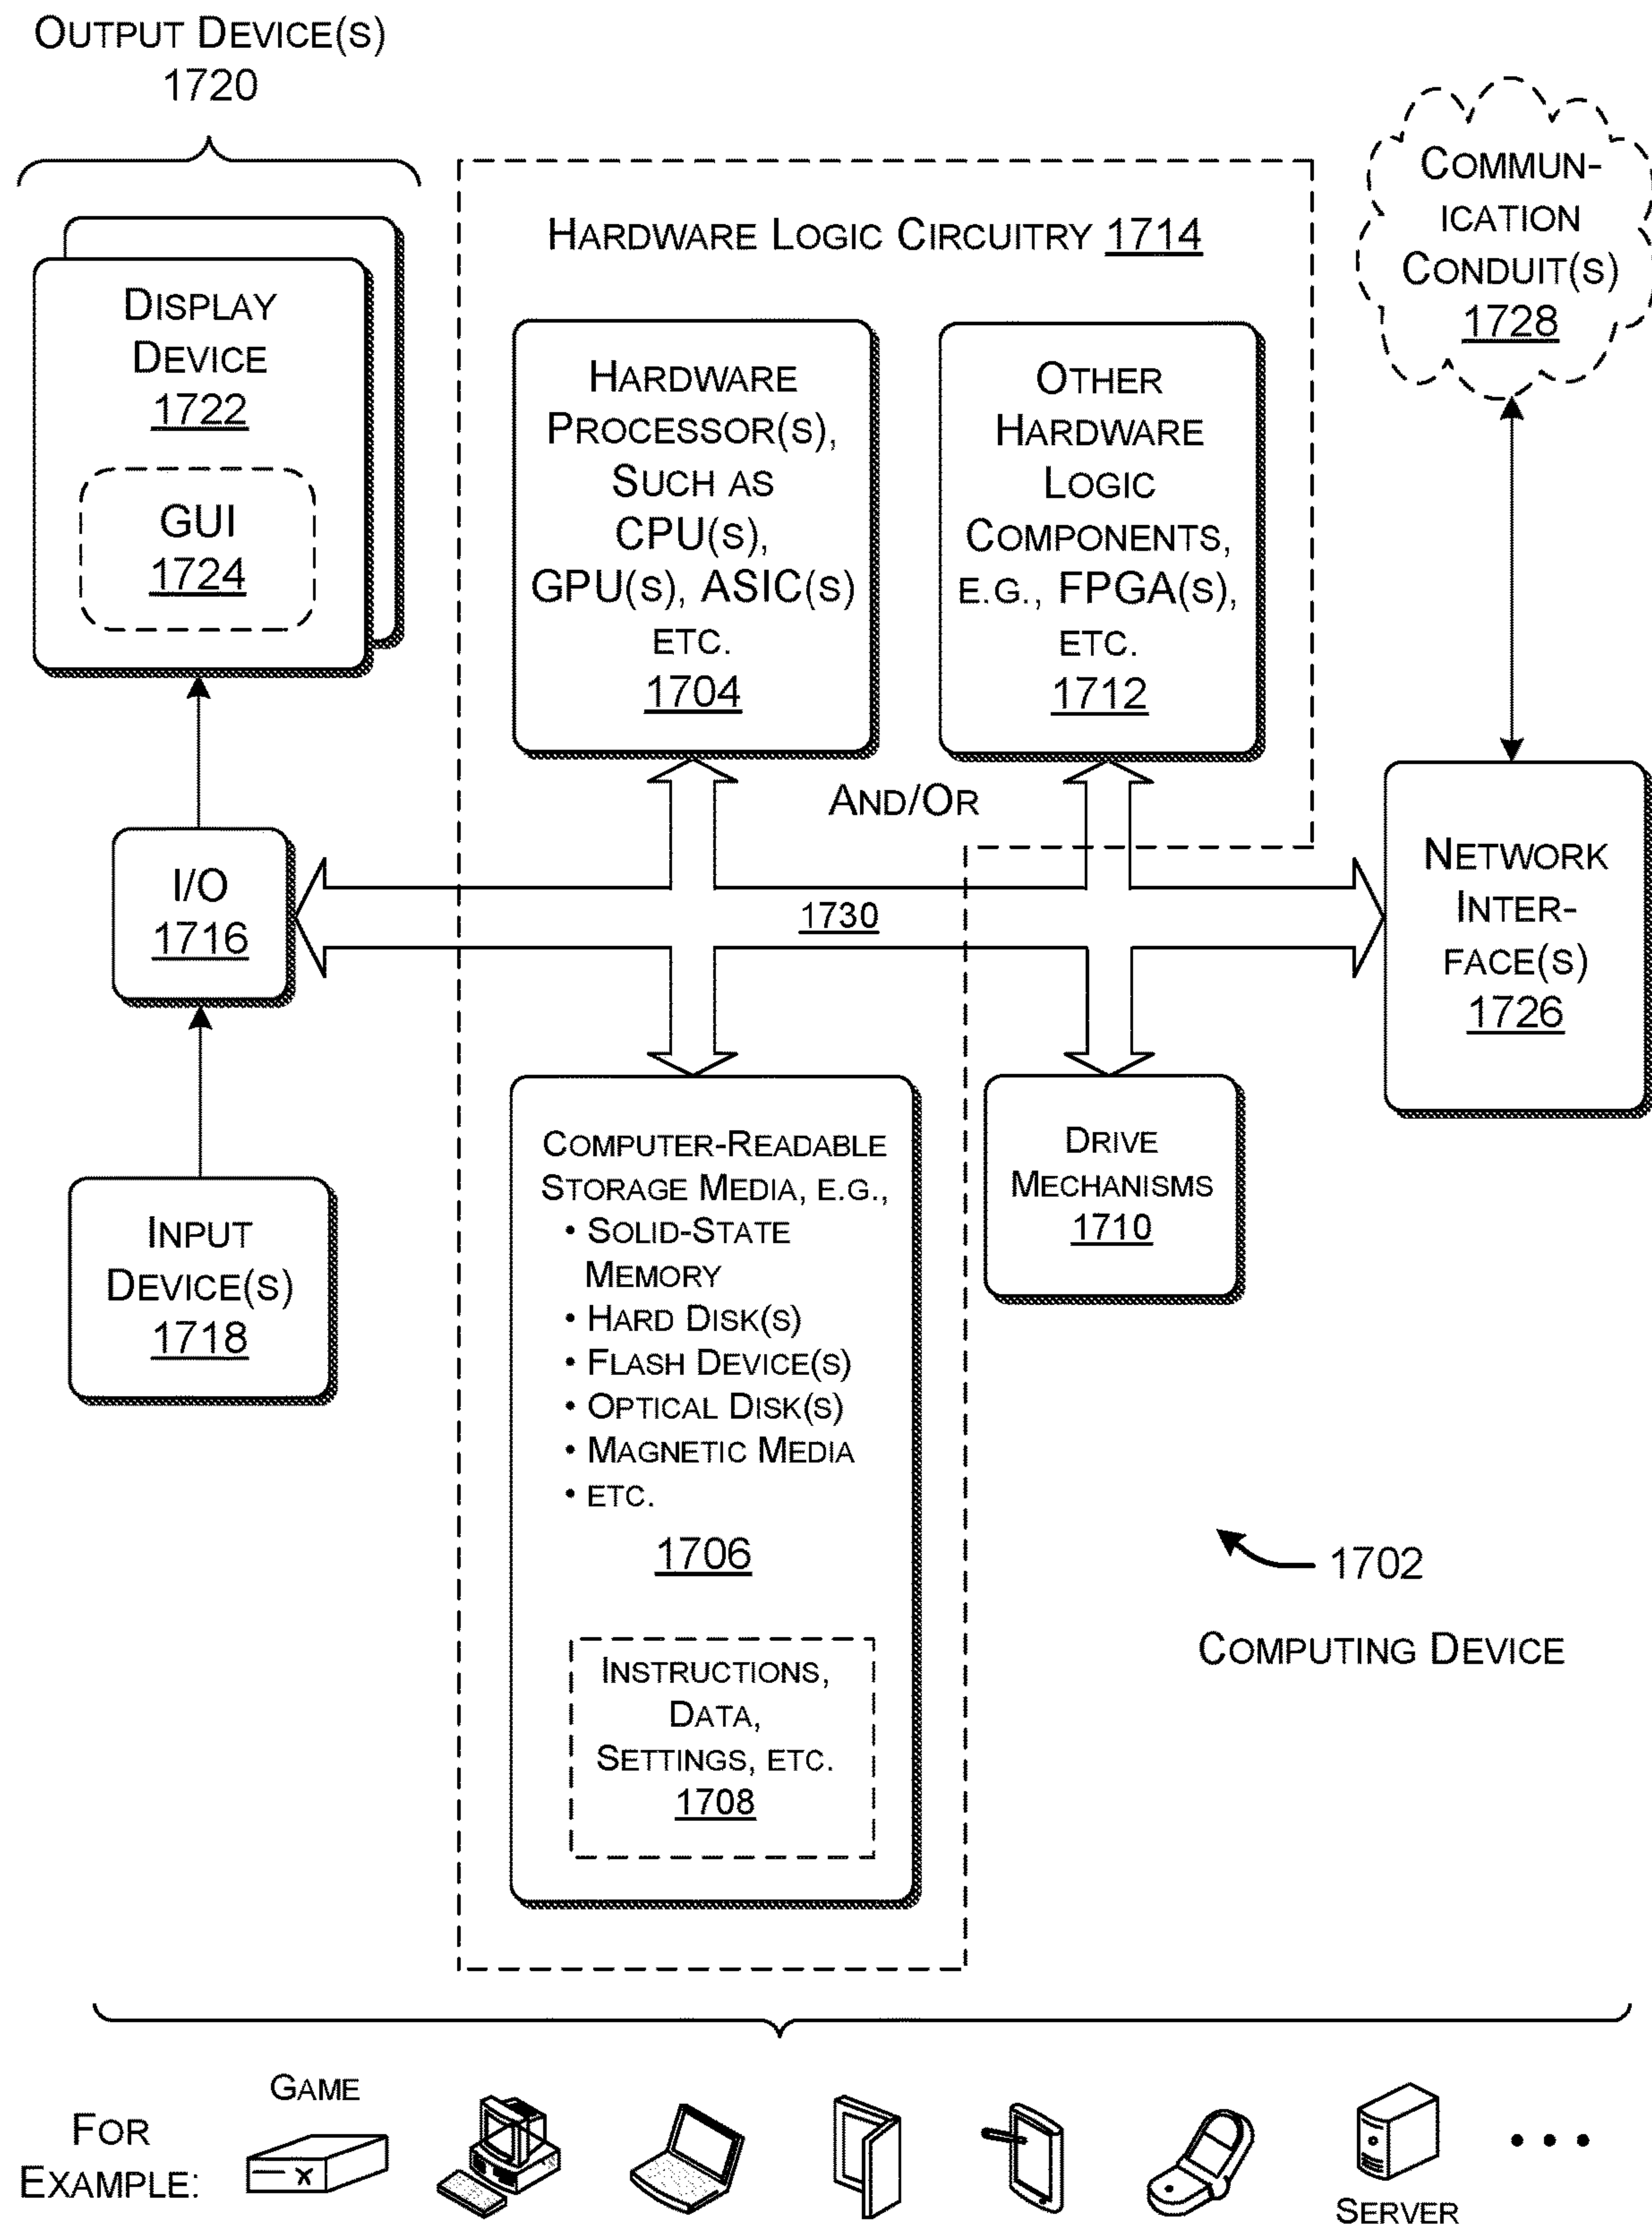 OUTPUT DEVICE(S)
1720
DISPLAY
DEVICE
1722
GUI
1724
I/O
1716
INPUT
DEVICE(S)
1718
HARDWARE LOGIC CIRCUITRY 1714
HARDWARE
PROCESSOR(S),
SUCH AS
CPU(S),
GPU(S), ASIC(S)
ETC.
1704
OTHER
HARDWARE
LOGIC
COMPONENTS,
E.G., FPGA(S),
ETC.
1712
AND/OR
1730
COMPUTER-READABLE
STORAGE MEDIA, E.G.,
• SOLID-STATE
MEMORY
• HARD DISK(S)
• FLASH DEVICE(S)
• OPTICAL DISK(S)
• MAGNETIC MEDIA
• ETC.
1706
INSTRUCTIONS,
DATA,
SETTINGS, ETC.
1708
DRIVE
MECHANISMS
1710
COMMUN-
ICATION
CONDUIT(S)
1728
NETWORK
INTER-
FACE(S)
1726
1702
COMPUTING DEVICE
FOR
EXAMPLE:
GAME
X
SERVER
• • •